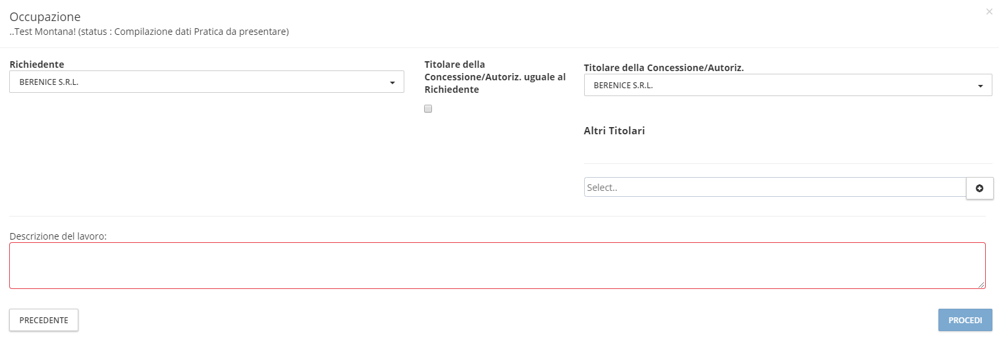 Occupazione
..Test Montana! (status : Compilazione dati Pratica da presentare)
Richiedente
BERENICE S.R.L.
Titolare della
Concessione/Autoriz. uguale al
Richiedente
Titolare della Concessione/Autoriz.
BERENICE S.R.L.
Altri Titolari
Select..
Descrizione del lavoro:
PRECEDENTE
PROCEDI